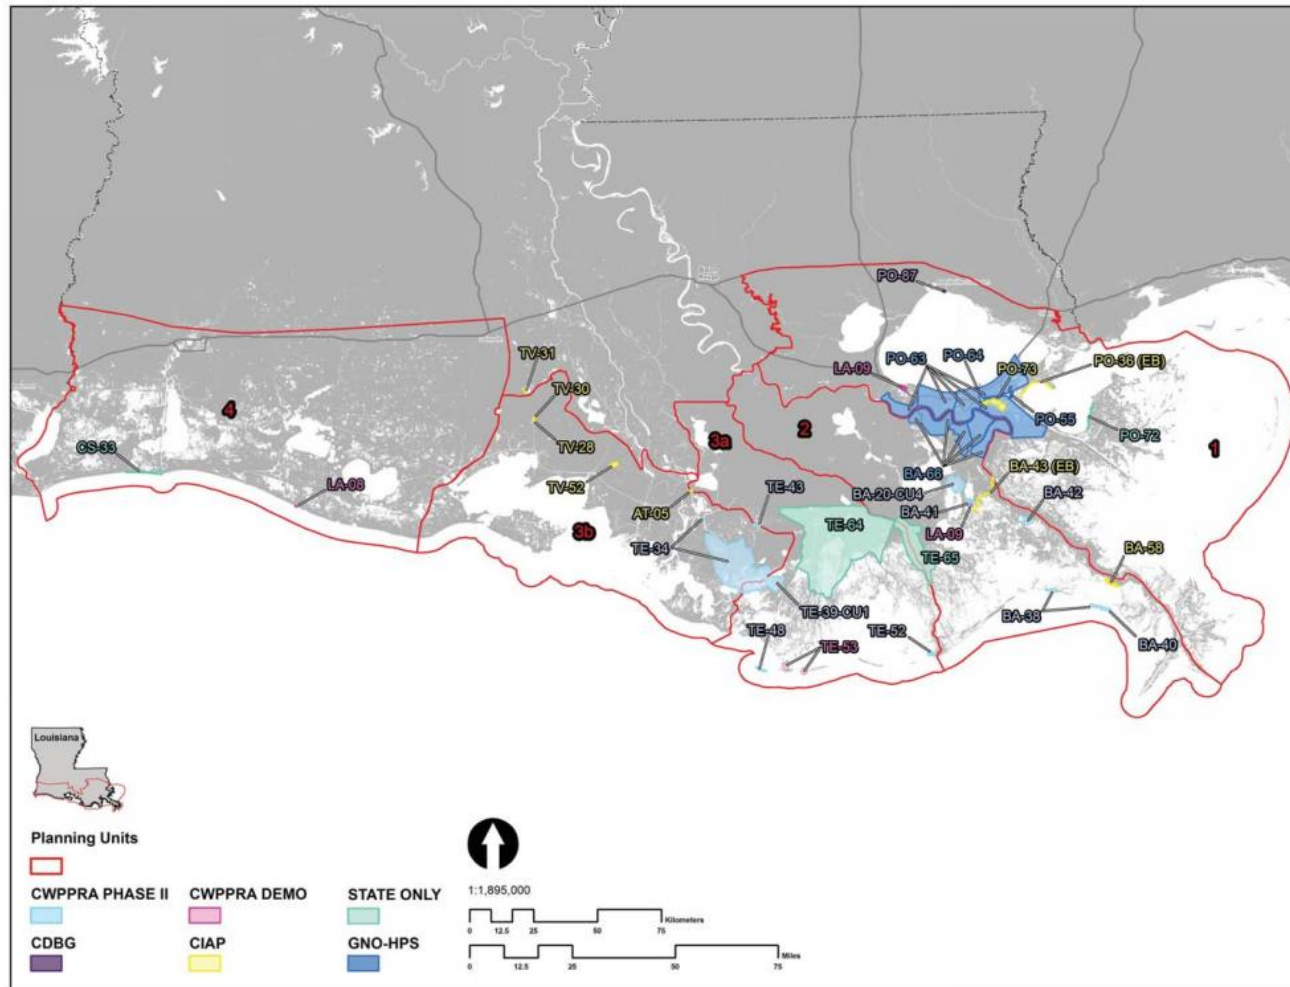 PO-87
TV-31
TV-30
TV-28
TV-52
4
CS-33
LA-08
3a
2
3b
AT-05
LA-09
PO-63
PO-64
PO-73
PO-36 (EB)
PO-55
PO-72
1
BA-66
BA-43 (EB)
BA-20-CU4
BA-42
BA-41
LA-09
TE-43
TE-34
TE-64
TE-65
BA-58
TE-39-CU1
TE-48
TE-53
TE-52
BA-38
BA-40
Louisiana
Planning Units
CWPPRA PHASE II
CWPPRA DEMO
STATE ONLY
CDBG
CIAP
GNO-HPS
1:1,895,000
Kilometers
0 12.5 25 50 75
Miles
0 12.5 25 50 75